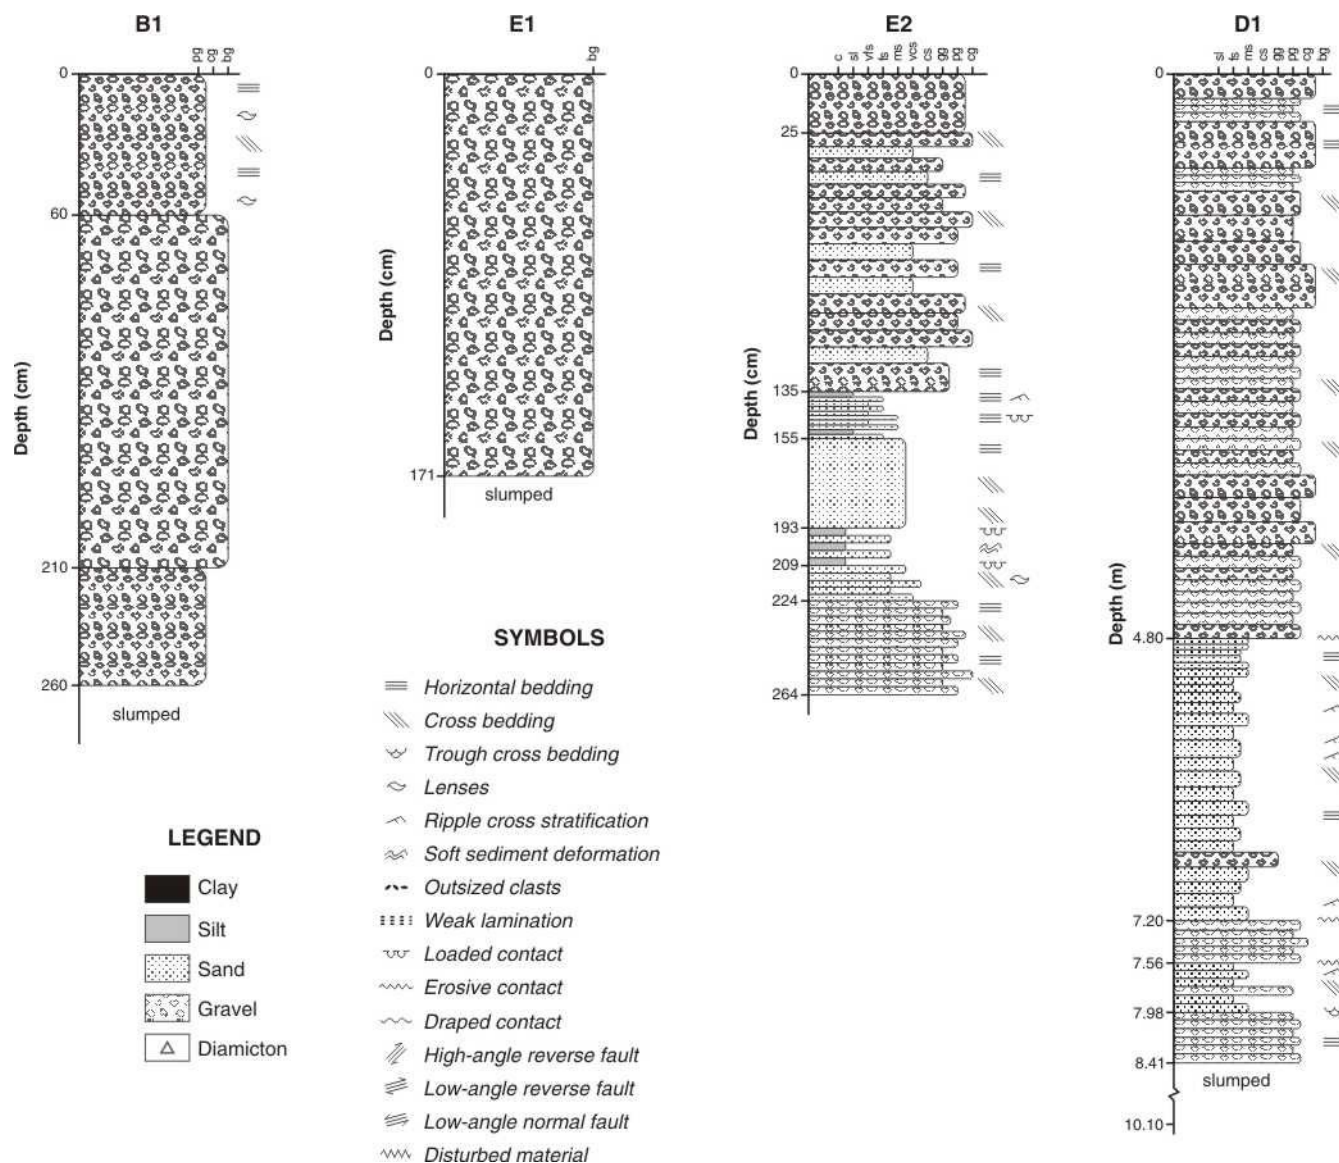 B1
pg
cg
bg
0
60
210
260
Depth (cm)
slumped
E1
bg
0
171
Depth (cm)
slumped
E2
c
sl
vfs
fs
ms
vcs
cs
gg
pg
cg
0
25
135
155
193
209
224
264
Depth (cm)
D1
sl
fs
ms
cs
gg
pg
cg
bg
0
4.80
7.20
7.56
7.98
8.41
10.10
Depth (m)
slumped
LEGEND
Clay
Silt
Sand
Gravel
Diamicton
SYMBOLS
Horizontal bedding
Cross bedding
Trough cross bedding
Lenses
Ripple cross stratification
Soft sediment deformation
Outsized clasts
Weak lamination
Loaded contact
Erosive contact
Draped contact
High-angle reverse fault
Low-angle reverse fault
Low-angle normal fault
Disturbed material